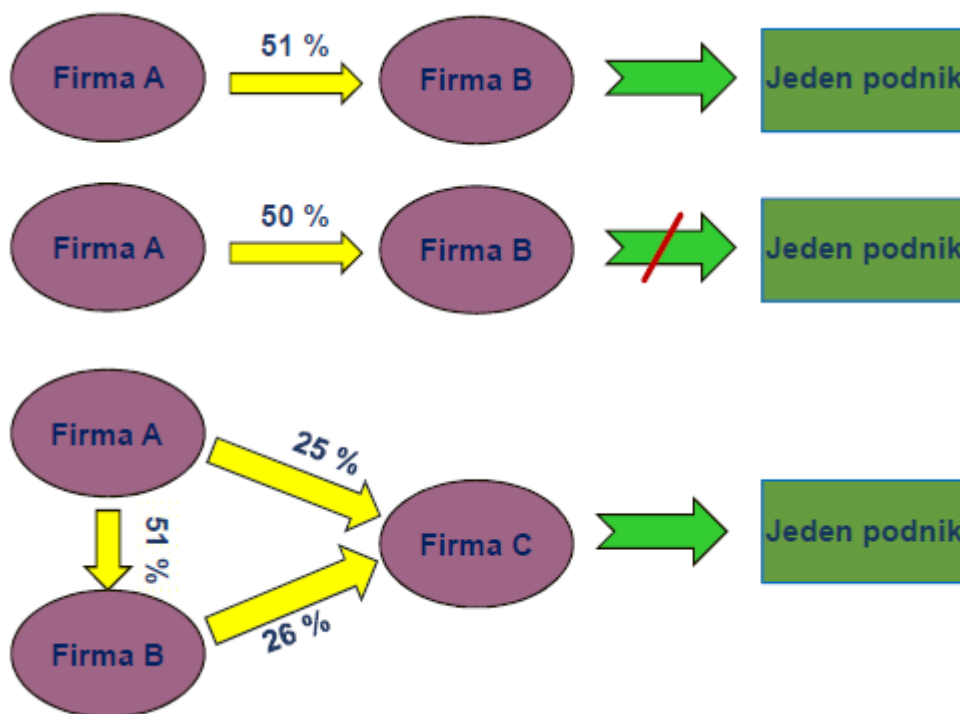 51 %
Firma A
Firma B
Jeden podnik
50 %
Firma A
Firma B
Jeden podnik
Firma A
25 %
51 %
Firma C
Jeden podnik
26 %
Firma B